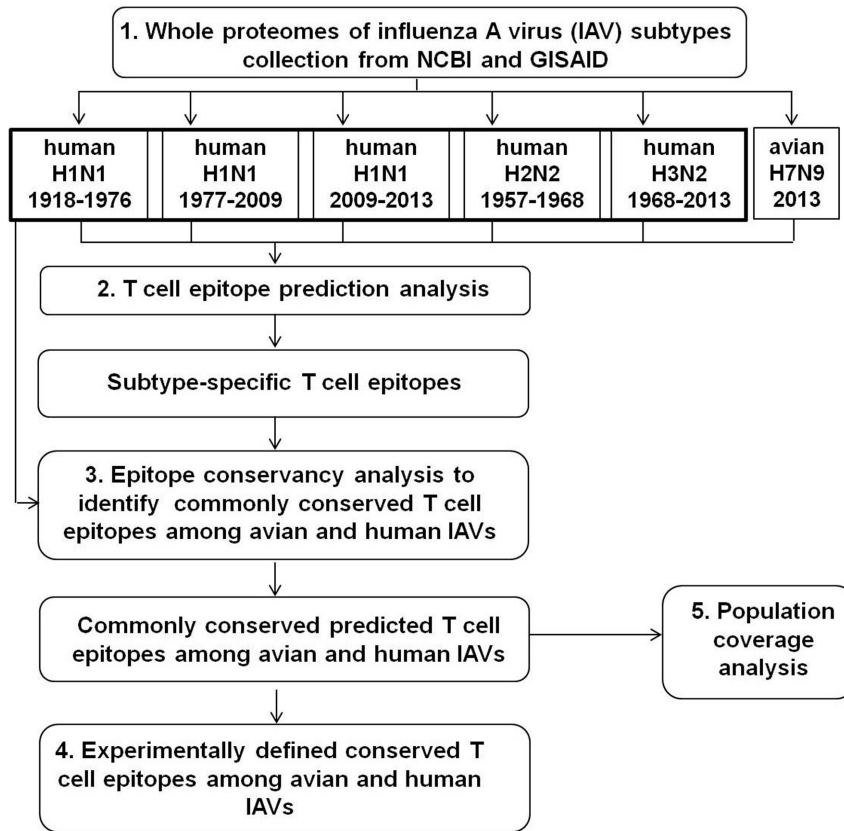 1. Whole proteomes of influenza A virus (IAV) subtypes
collection from NCBI and GISAID
human
H1N1
1918-1976
human
H1N1
1977-2009
human
H1N1
2009-2013
human
H2N2
1957-1968
human
H3N2
1968-2013
avian
H7N9
2013
2. T cell epitope prediction analysis
Subtype-specific T cell epitopes
3. Epitope conservancy analysis to
identify commonly conserved T cell
epitopes among avian and human IAVs
Commonly conserved predicted T cell
epitopes among avian and human IAVs
5. Population
coverage
analysis
4. Experimentally defined conserved T
cell epitopes among avian and human
IAVs